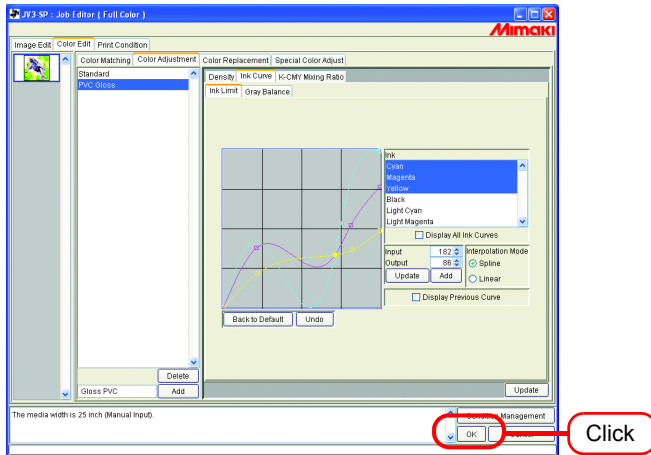 JV3-SP : Job Editor ( Full Color )
Mimaki
Image Edit Color Edit Print Condition
Color Matching Color Adjustment Color Replacement Special Color Adjust
Standard
PVC Gloss
Density Ink Curve K-CMY Mixing Ratio
Ink Limit Gray Balance
Ink
Cyan
Magenta
Yellow
Black
Light Cyan
Light Magenta
Display All Ink Curves
Input 182
Output 86
Update Add
Interpolation Mode
Spline
Linear
Display Previous Curve
Back to Default Undo
Delete
Gloss PVC Add
Update
The media width is 25 inch (Manual Input).
Condition Management
OK Cancel
Click